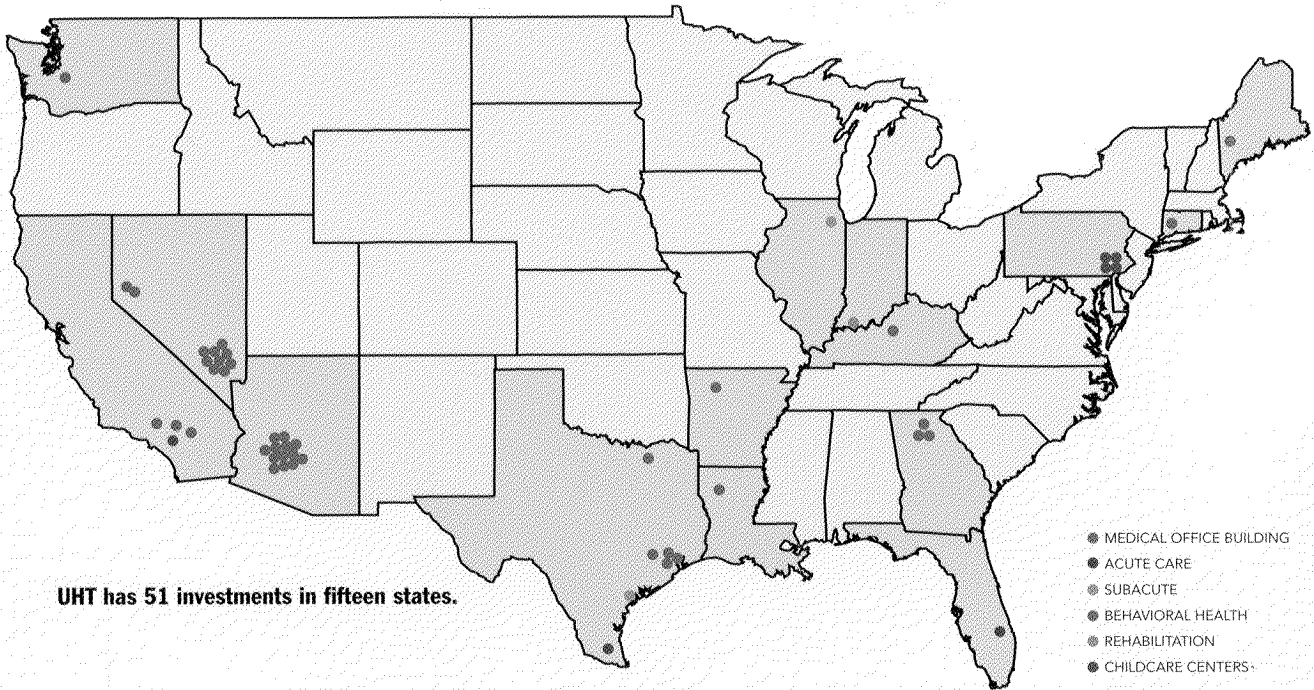 UHT has 51 investments in fifteen states.
MEDICAL OFFICE BUILDING
ACUTE CARE
SUBACUTE
BEHAVIORAL HEALTH
REHABILITATION
CHILDCARE CENTERS